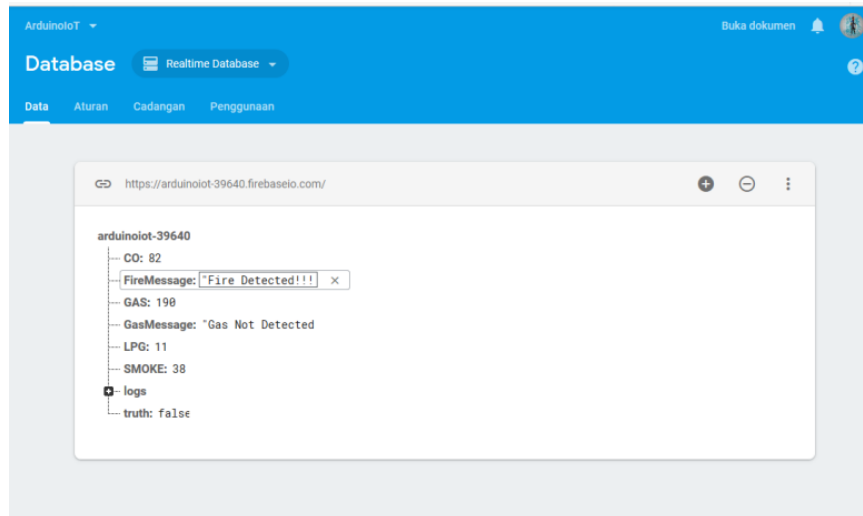 ArduinoIoT Buka dokumen
Database Realtime Database
Data Aturan Cadangan Penggunaan
https://arduinoiot-39640.firebaseio.com/
arduinoiot-39640
CO: 82
FireMessage: "Fire Detected!!! ×
GAS: 190
GasMessage: "Gas Not Detected
LPG: 11
SMOKE: 38
logs
truth: false